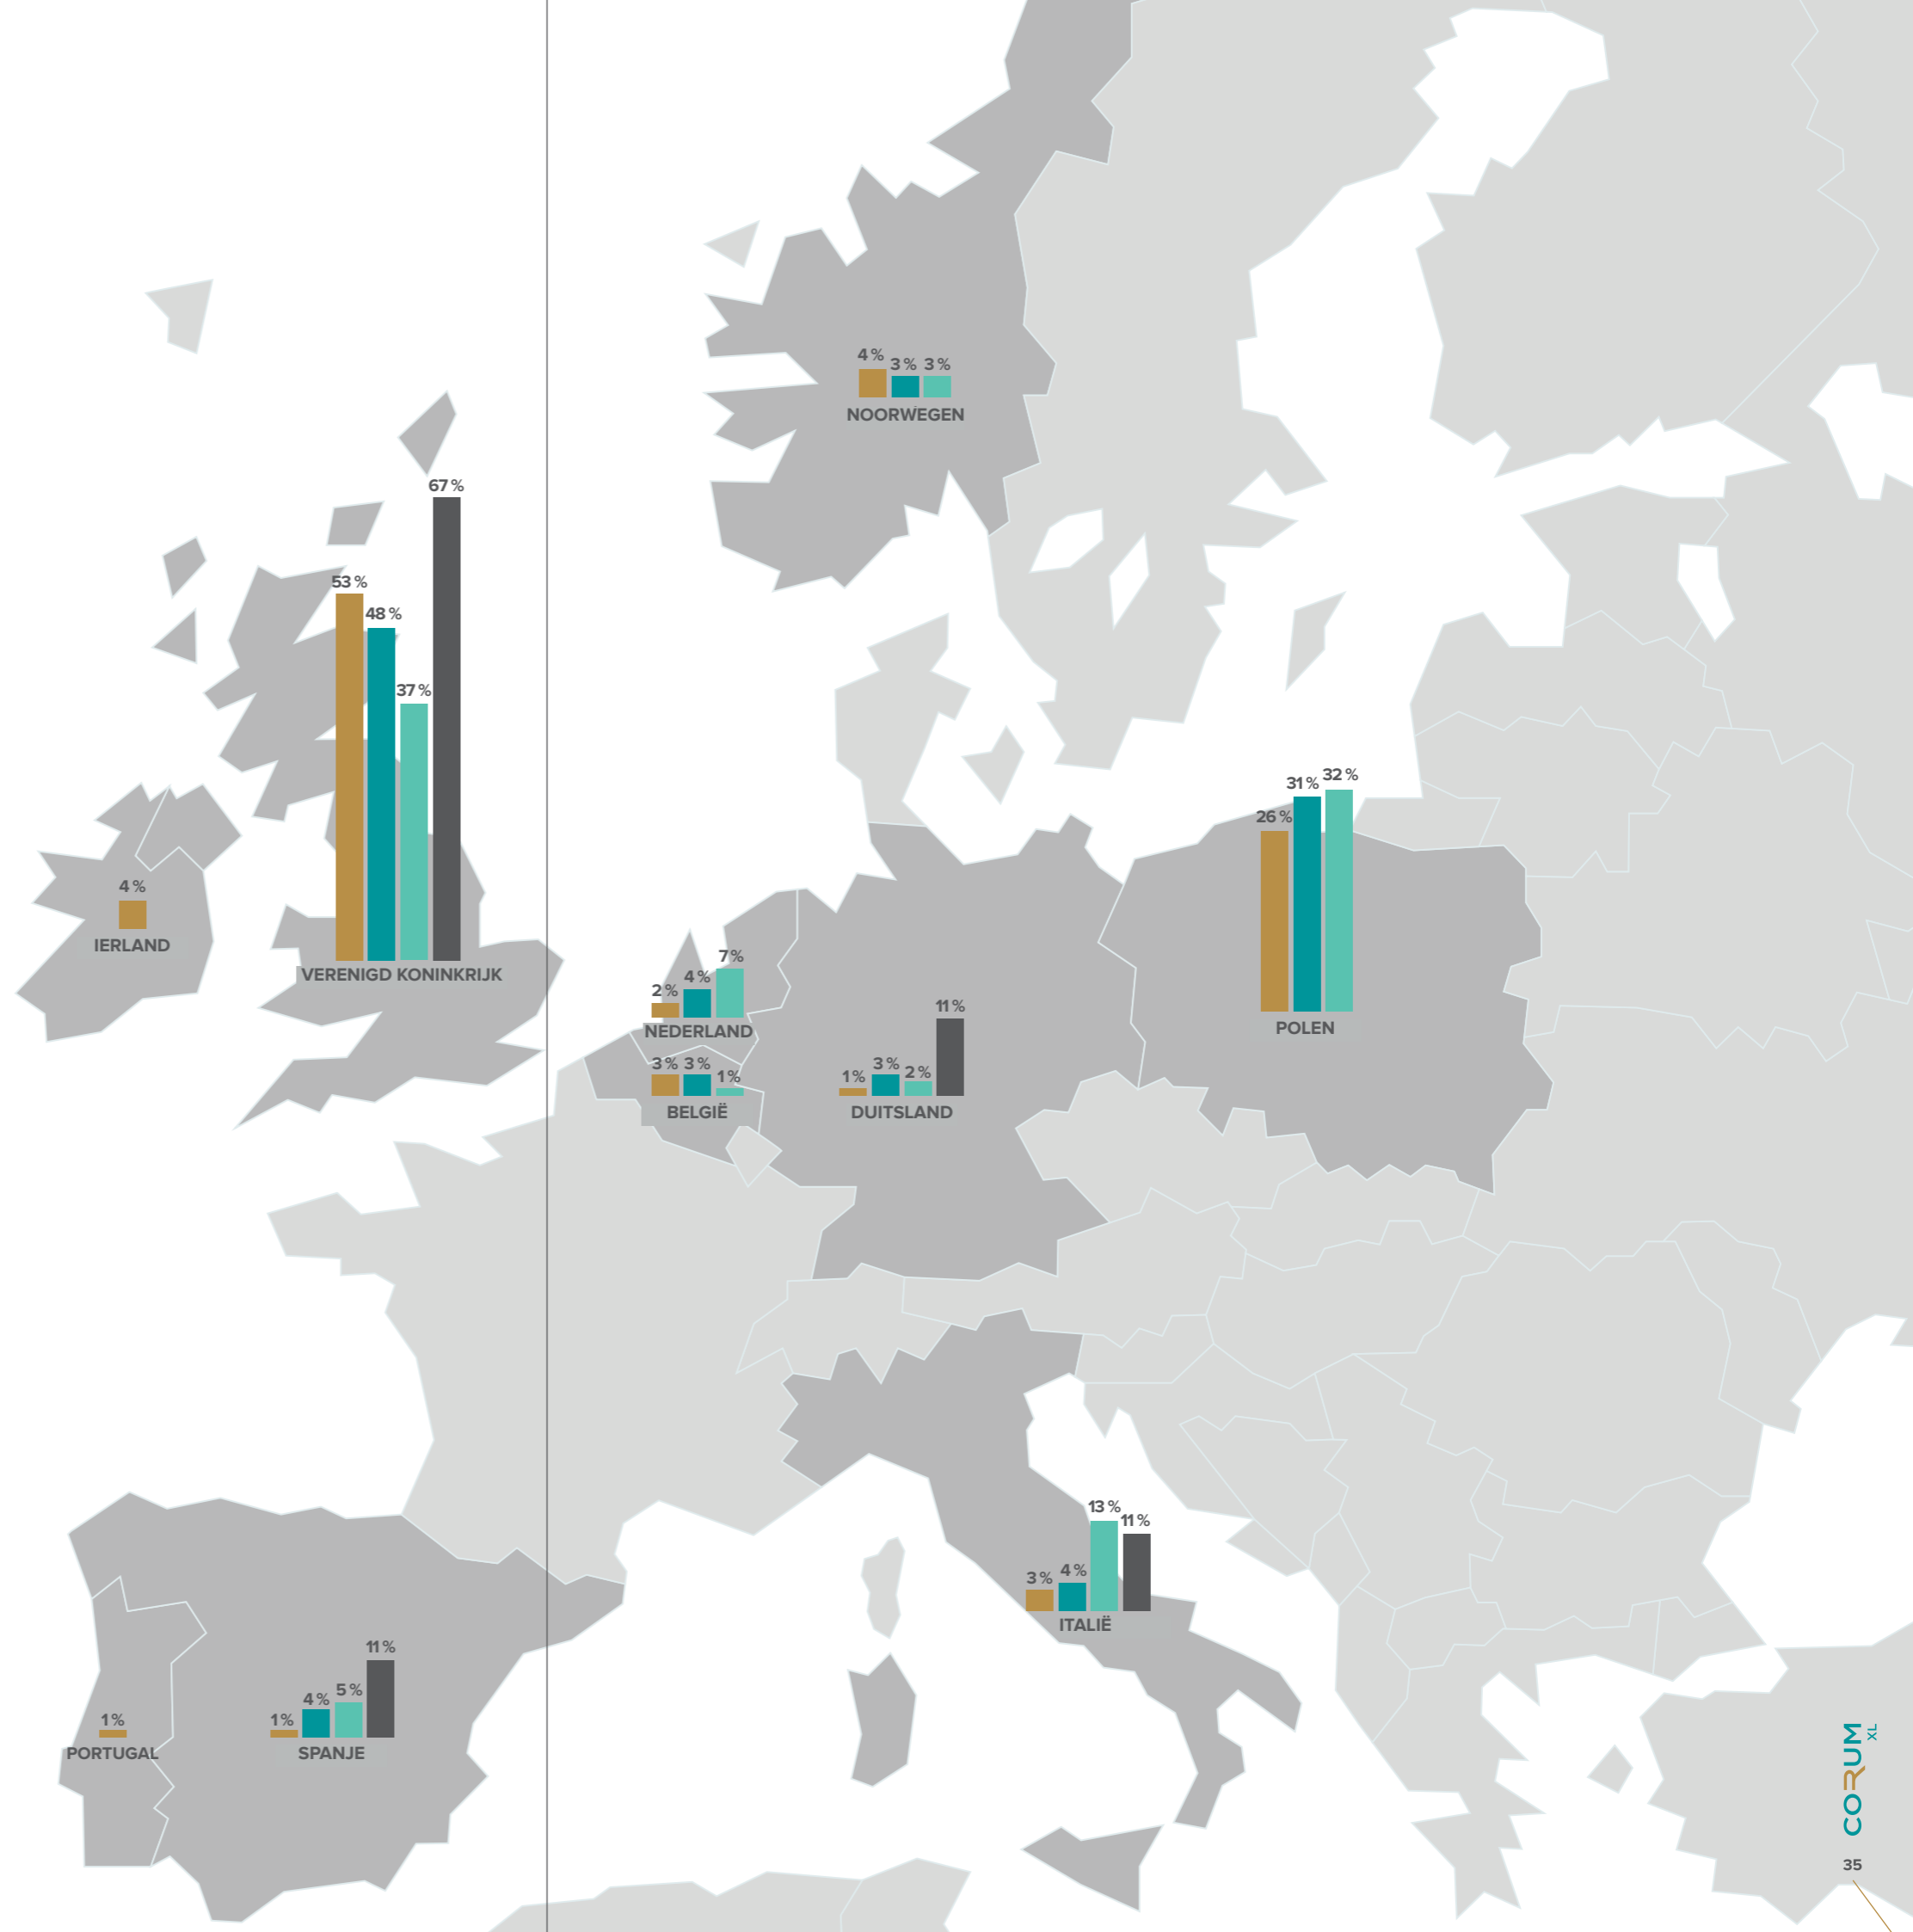 4 %
3 % 3 %
NOORWEGEN
67 %
53 %
48 %
37 %
VERENIGD KONINKRIJK
4 %
IERLAND
26 %
31 %
32 %
POLEN
2 %
4 %
7 %
NEDERLAND
3 % 3 %
1 %
BELGIË
1 %
3 %
2 %
11 %
DUITSLAND
3 %
4 %
13 %
11 %
ITALIË
1 %
4 %
5 %
11 %
SPANJE
1 %
PORTUGAL
CORUM
XL
35